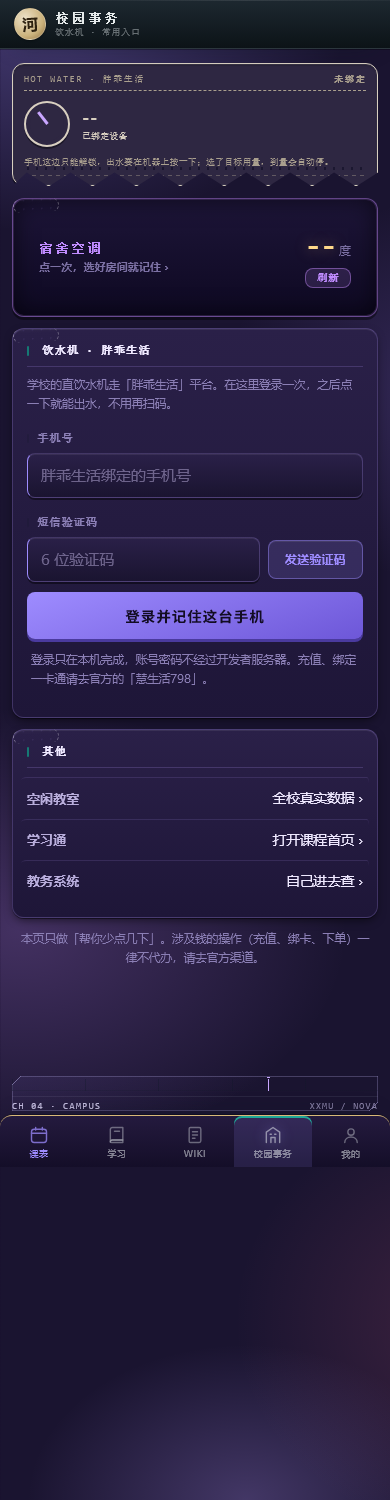 河
校园事务
饮水机 · 常用入口
HOT WATER · 胖乖生活
未绑定
--
已绑定设备
手机这边只能解锁，出水要在机器上按一下；选了目标用量，到量会自动停。
宿舍空调
点一次，选好房间就记住 ›
-- 度
刷新
饮水机 · 胖乖生活
学校的直饮水机走「胖乖生活」平台。在这里登录一次，之后点
一下就能出水，不用再扫码。
手机号
胖乖生活绑定的手机号
短信验证码
6 位验证码
发送验证码
登录并记住这台手机
登录只在本机完成，账号密码不经过开发者服务器。充值、绑定
一卡通请去官方的「慧生活798」。
其他
空闲教室
全校真实数据 ›
学习通
打开课程首页 ›
教务系统
自己进去查 ›
本页只做「帮你少点几下」。涉及钱的操作（充值、绑卡、下单）一
律不代办，请去官方渠道。
CH 04 · CAMPUS
XXMU / NOVA
课表
学习
WIKI
校园事务
我的